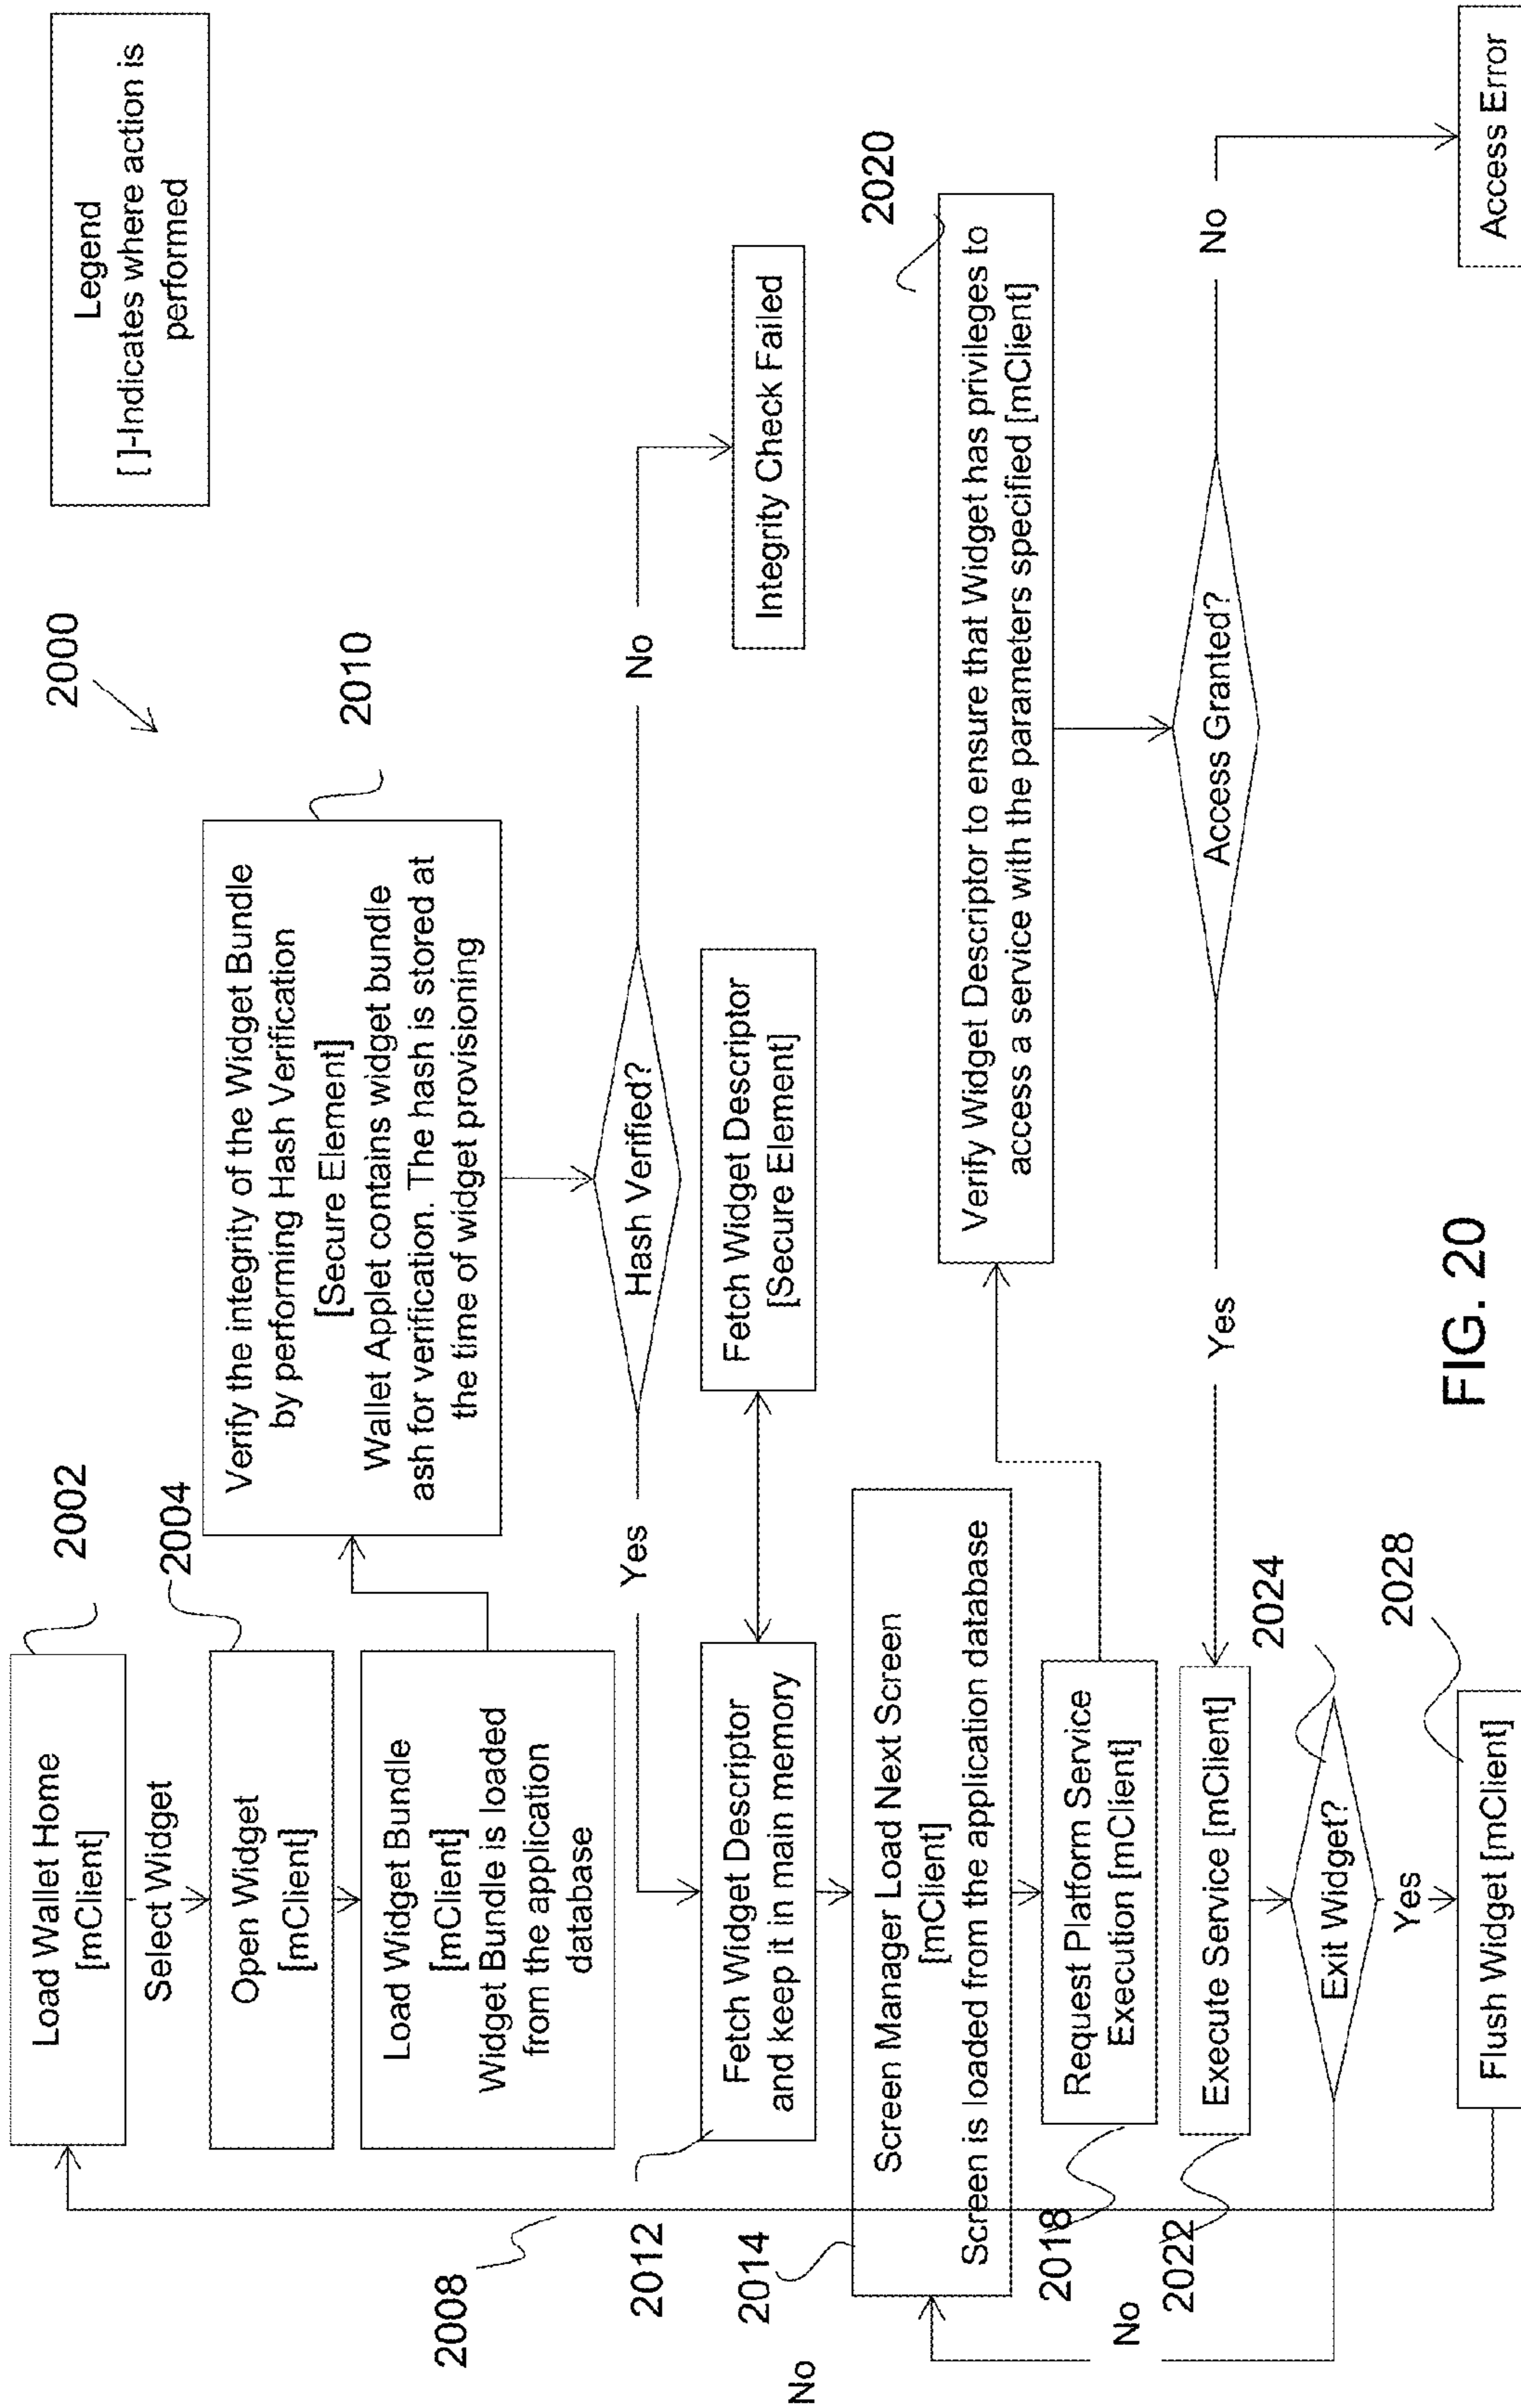 Legend
[ ]-Indicates where action is
performed
2000
Load Wallet Home
[mClient]
2002
Select Widget
Open Widget
[mClient]
2004
Load Widget Bundle
[mClient]
Widget Bundle is loaded
from the application
database
2008
Verify the integrity of the Widget Bundle
by performing Hash Verification
[Secure Element]
Wallet Applet contains widget bundle
ash for verification. The hash is stored at
the time of widget provisioning
2010
Hash Verified?
Yes
No
Integrity Check Failed
Fetch Widget Descriptor
and keep it in main memory
2012
Fetch Widget Descriptor
[Secure Element]
No
Screen Manager Load Next Screen
[mClient]
Screen is loaded from the application database
2014
Request Platform Service
Execution [mClient]
2018
Verify Widget Descriptor to ensure that Widget has privileges to
access a service with the parameters specified [mClient]
2020
Access Granted?
Yes
No
Access Error
Execute Service [mClient]
2022
Exit Widget?
2024
No
Yes
Flush Widget [mClient]
2028
FIG. 20